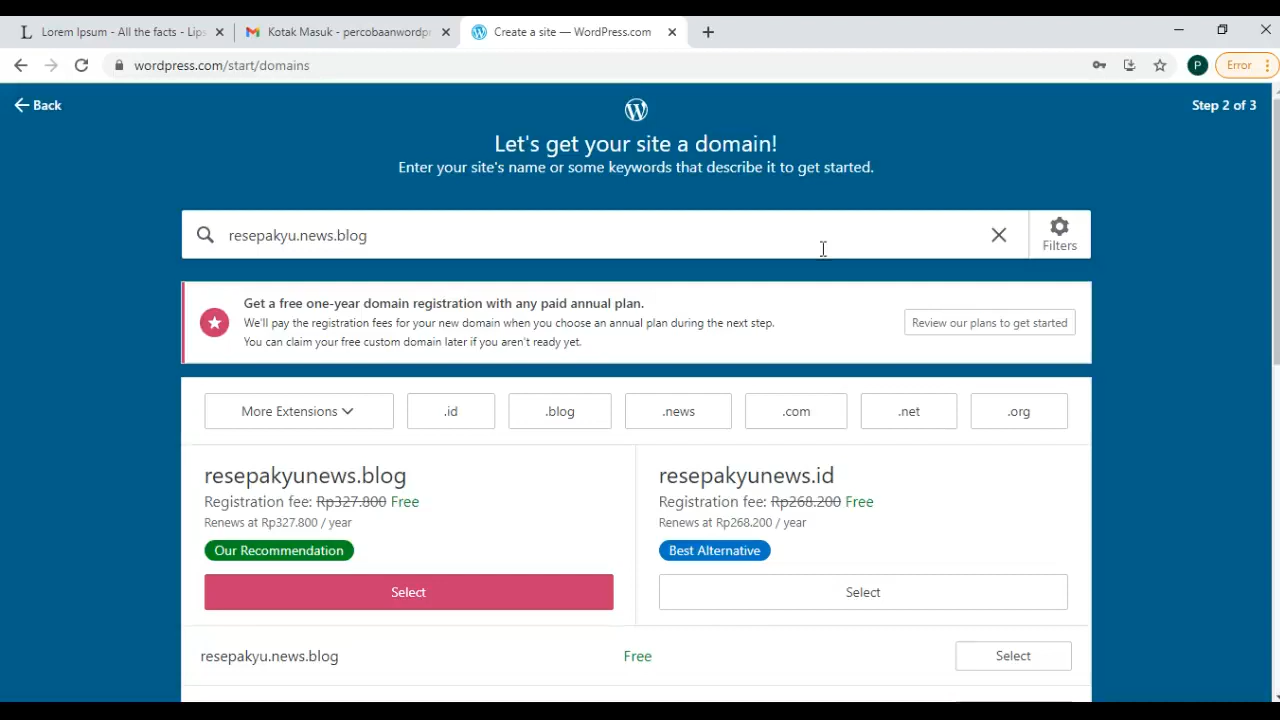 Lorem Ipsum - All the facts - Lips
Kotak Masuk - percobaanwordpr
Create a site — WordPress.com
wordpress.com/start/domains
P
Error
Back
Step 2 of 3
Let's get your site a domain!
Enter your site's name or some keywords that describe it to get started.
resepakyu.news.blog
Filters
Get a free one-year domain registration with any paid annual plan.
We'll pay the registration fees for your new domain when you choose an annual plan during the next step.
You can claim your free custom domain later if you aren't ready yet.
Review our plans to get started
More Extensions
.id
.blog
.news
.com
.net
.org
resepakyunews.blog
Registration fee: Rp327.800 Free
Renews at Rp327.800 / year
Our Recommendation
Select
resepakyunews.id
Registration fee: Rp268.200 Free
Renews at Rp268.200 / year
Best Alternative
Select
resepakyu.news.blog
Free
Select